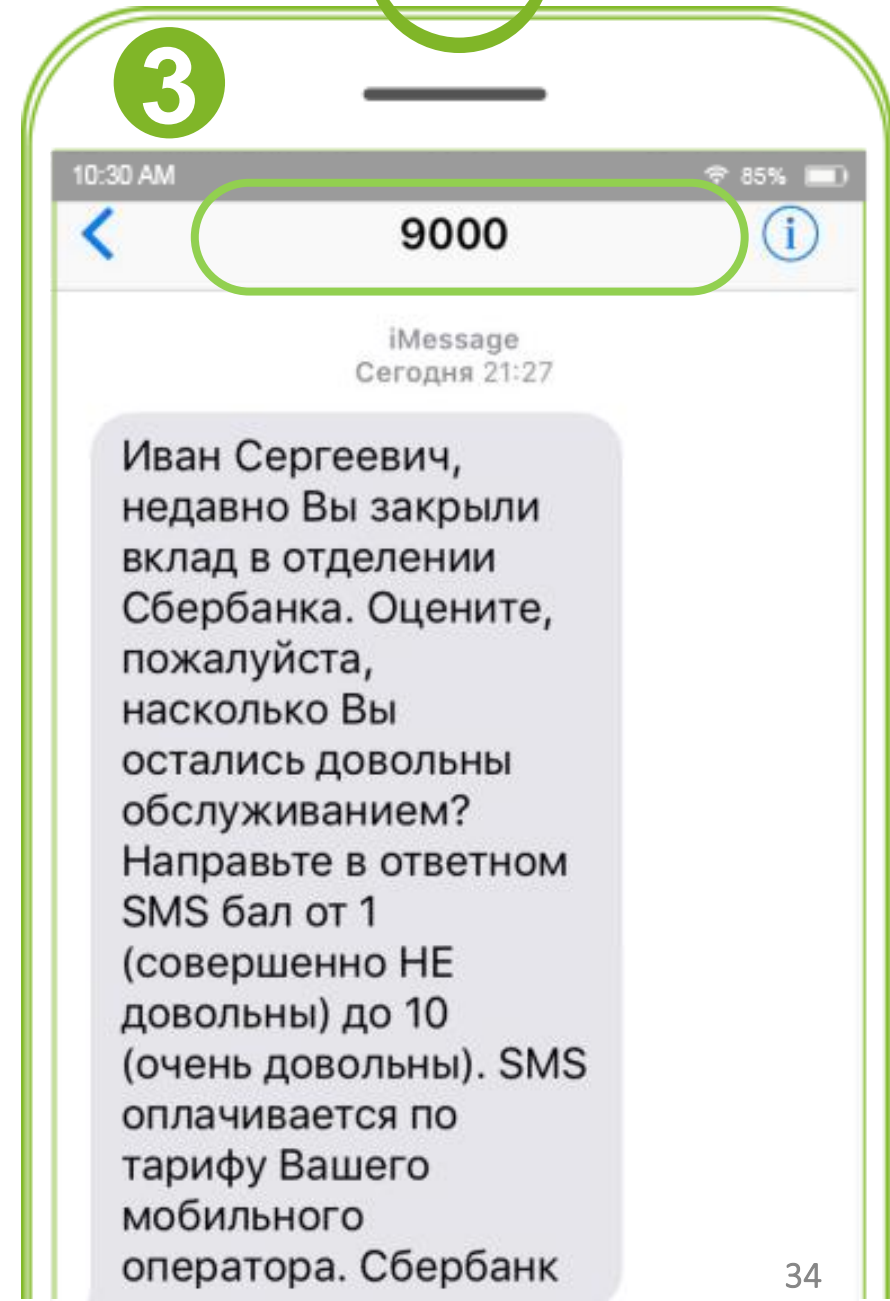 3
10:30 AM 85%
9000
iMessage
Сегодня 21:27
Иван Сергеевич,
недавно Вы закрыли
вклад в отделении
Сбербанка. Оцените,
пожалуйста,
насколько Вы
остались довольны
обслуживанием?
Направьте в ответном
SMS бал от 1
(совершенно НЕ
довольны) до 10
(очень довольны). SMS
оплачивается по
тарифу Вашего
мобильного
оператора. Сбербанк
34